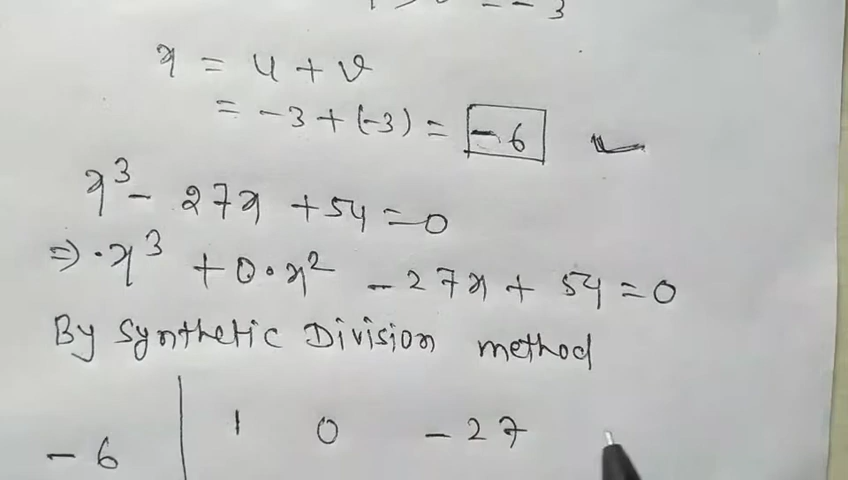 = - 3
x = u + v
= -3 + (-3) = -6
x³ - 27x + 54 = 0
⇒ · x³ + 0 · x² - 27x + 54 = 0
By Synthetic Division method
-6 | 1 0 -27